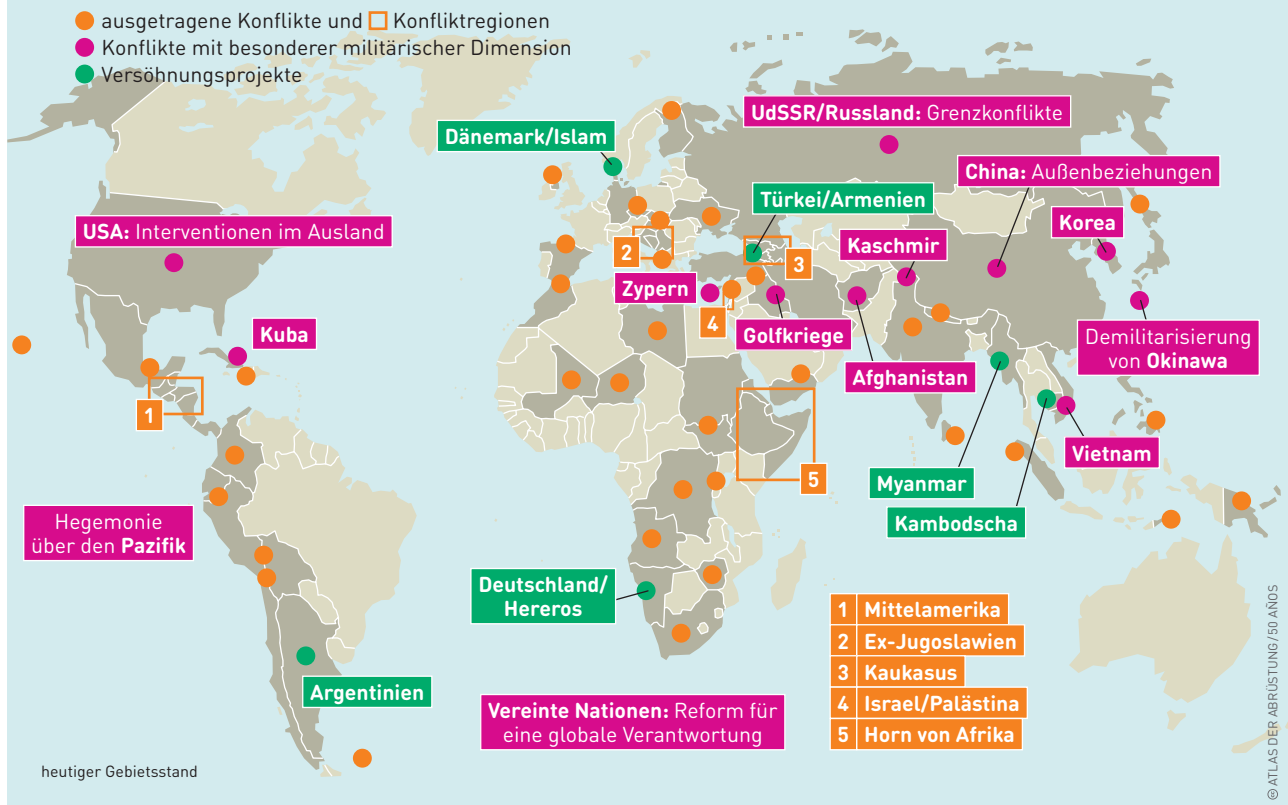 ausgetragene Konflikte und Konfliktregionen
Konflikte mit besonderer militärischer Dimension
Versöhnungsprojekte
UdSSR/Russland: Grenzkonflikte
Dänemark/Islam
China: Außenbeziehungen
Türkei/Armenien
Korea
USA: Interventionen im Ausland
2
3
Kaschmir
Zypern
4
Kuba
Golfkriege
Demilitarisierung
von Okinawa
Afghanistan
1
Vietnam
5
Myanmar
Kambodscha
Hegemonie
über den Pazifik
Deutschland/
Hereros
Argentinien
1 Mittelamerika
2 Ex-Jugoslawien
3 Kaukasus
4 Israel/Palästina
5 Horn von Afrika
Vereinte Nationen: Reform für
eine globale Verantwortung
heutiger Gebietsstand
© ATLAS DER ABRÜSTUNG/50 AÑOS